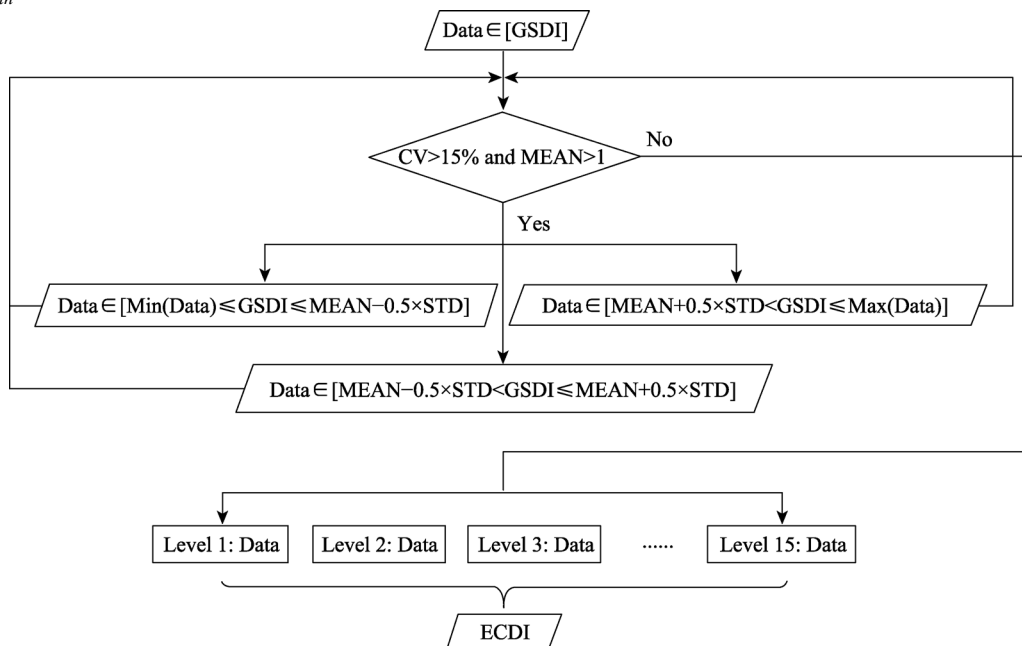 in
Data∈[GSDI]
CV>15% and MEAN>1
No
Yes
Data∈[Min(Data)⩽GSDI⩽MEAN−0.5×STD]
Data∈[MEAN+0.5×STD<GSDI⩽Max(Data)]
Data∈[MEAN−0.5×STD<GSDI⩽MEAN+0.5×STD]
Level 1: Data
Level 2: Data
Level 3: Data
......
Level 15: Data
ECDI